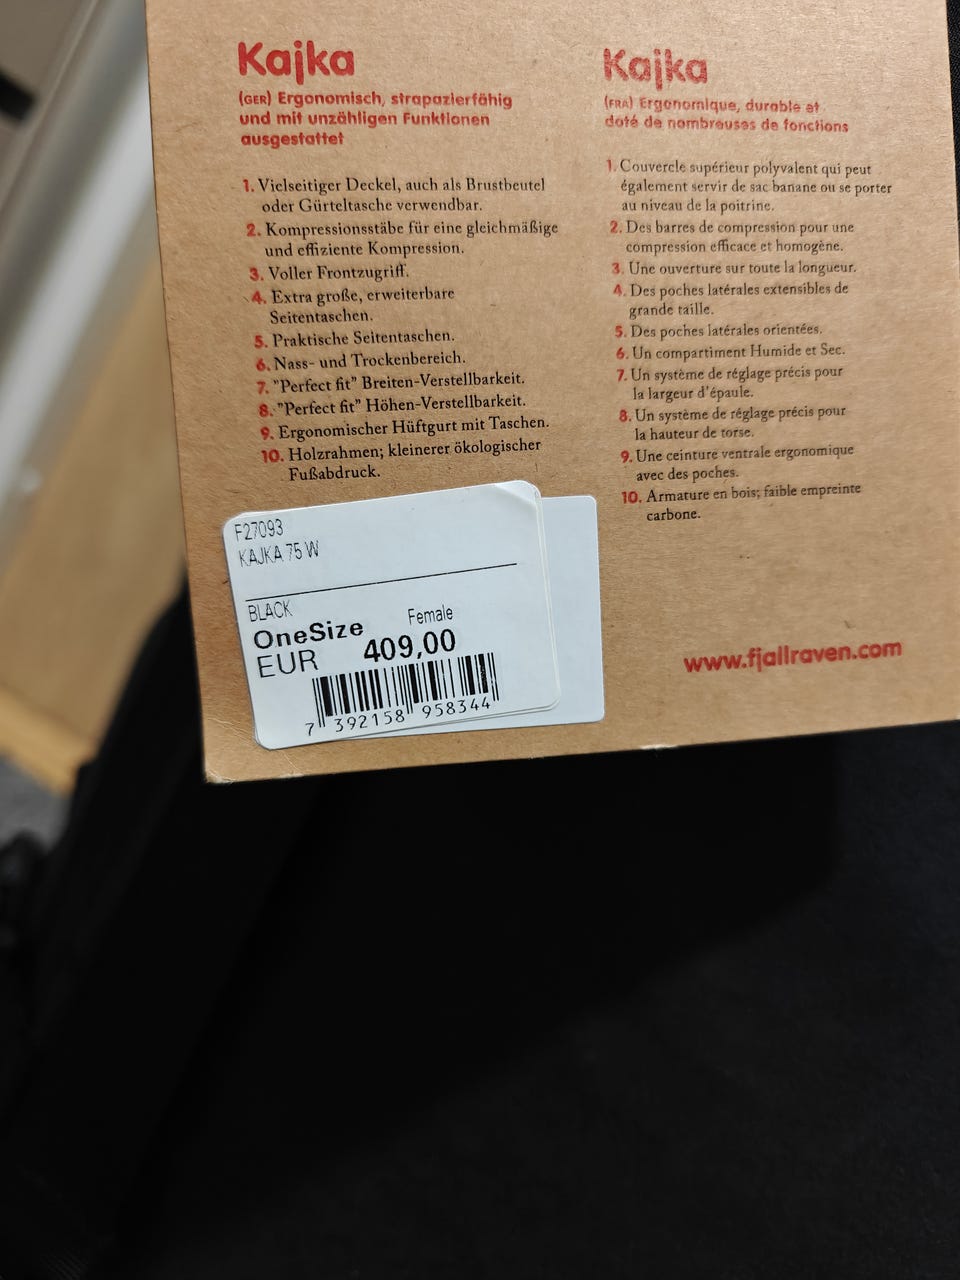 Kajka
(GER) Ergonomisch, strapazierfähig
und mit unzähligen Funktionen
ausgestattet
1. Vielseitiger Deckel, auch als Brustbeutel
oder Gürteltasche verwendbar.
2. Kompressionsstäbe für eine gleichmäßige
und effiziente Kompression.
3. Voller Frontzugriff.
4. Extra große, erweiterbare
Seitentaschen.
5. Praktische Seitentaschen.
6. Nass- und Trockenbereich.
7. "Perfect fit" Breiten-Verstellbarkeit.
8. "Perfect fit" Höhen-Verstellbarkeit.
9. Ergonomischer Hüftgurt mit Taschen.
10. Holzrahmen; kleinerer ökologischer
Fußabdruck.
Kajka
(FRA) Ergonomique, durable et
doté de nombreuses de fonctions
1. Couvercle supérieur polyvalent qui peut
également servir de sac banane ou se porter
au niveau de la poitrine.
2. Des barres de compression pour une
compression efficace et homogène.
3. Une ouverture sur toute la longueur.
4. Des poches latérales extensibles de
grande taille.
5. Des poches latérales orientées.
6. Un compartiment Humide et Sec.
7. Un système de réglage précis pour
la largeur d'épaule.
8. Un système de réglage précis pour
la hauteur de torse.
9. Une ceinture ventrale ergonomique
avec des poches.
10. Armature en bois; faible empreinte
carbone.
F27093
KAJKA 75 W
BLACK
OneSize Female
EUR 409,00
7 392158 958344
www.fjallraven.com